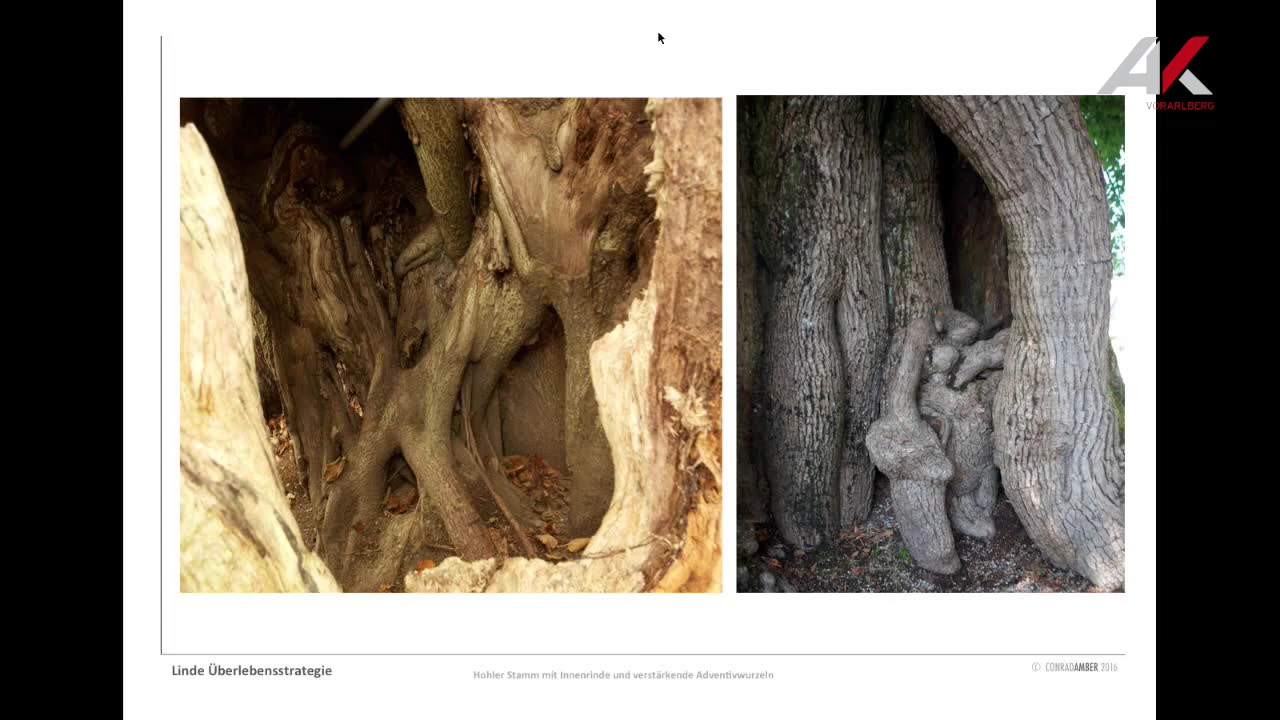 AK
VORARLBERG
Linde Überlebensstrategie
Hohler Stamm mit Innenrinde und verstärkende Adventivwurzeln
© CONRADAMBER 2016